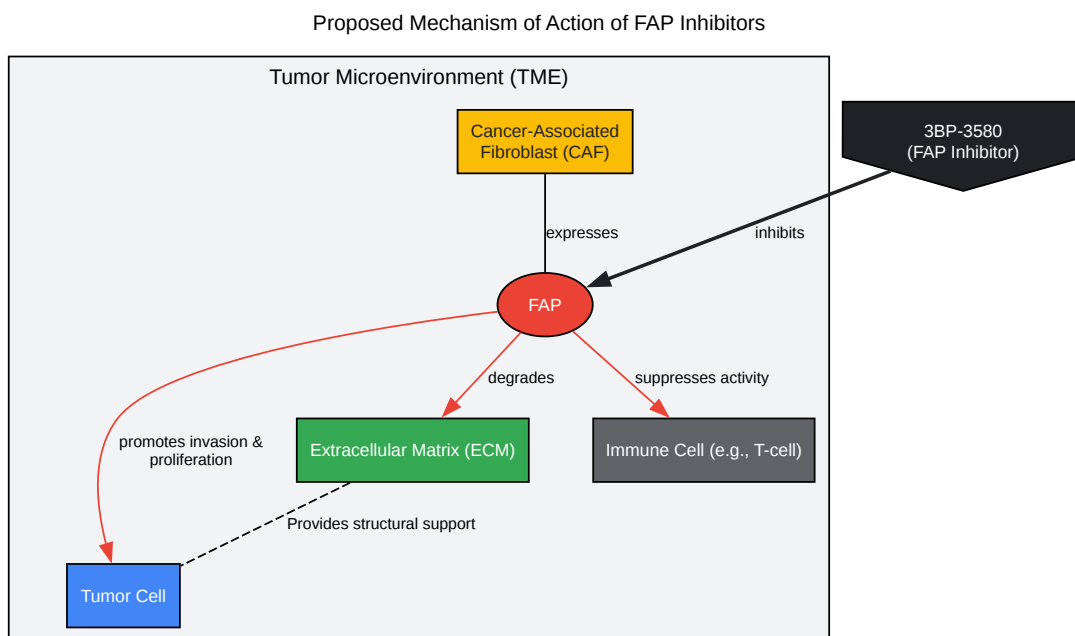 Proposed Mechanism of Action of FAP Inhibitors
Tumor Microenvironment (TME)
Cancer-Associated
Fibroblast (CAF)
3BP-3580
(FAP Inhibitor)
expresses
inhibits
FAP
degrades
suppresses activity
promotes invasion &
proliferation
Extracellular Matrix (ECM)
Immune Cell (e.g., T-cell)
Provides structural support
Tumor Cell